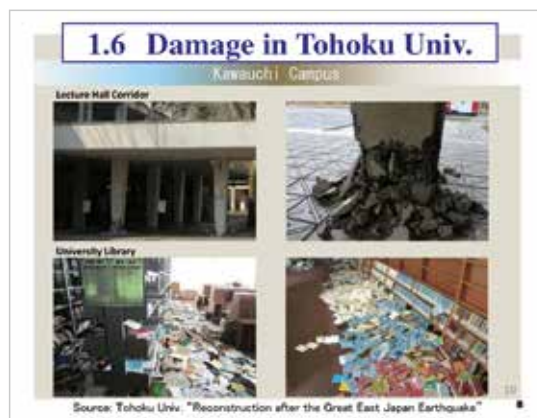 1.6 Damage in Tohoku Univ.
Kawauchi Campus
Lecture Hall Corridor
University Library
10
Source: Tohoku Univ. "Reconstruction after the Great East Japan Earthquake"